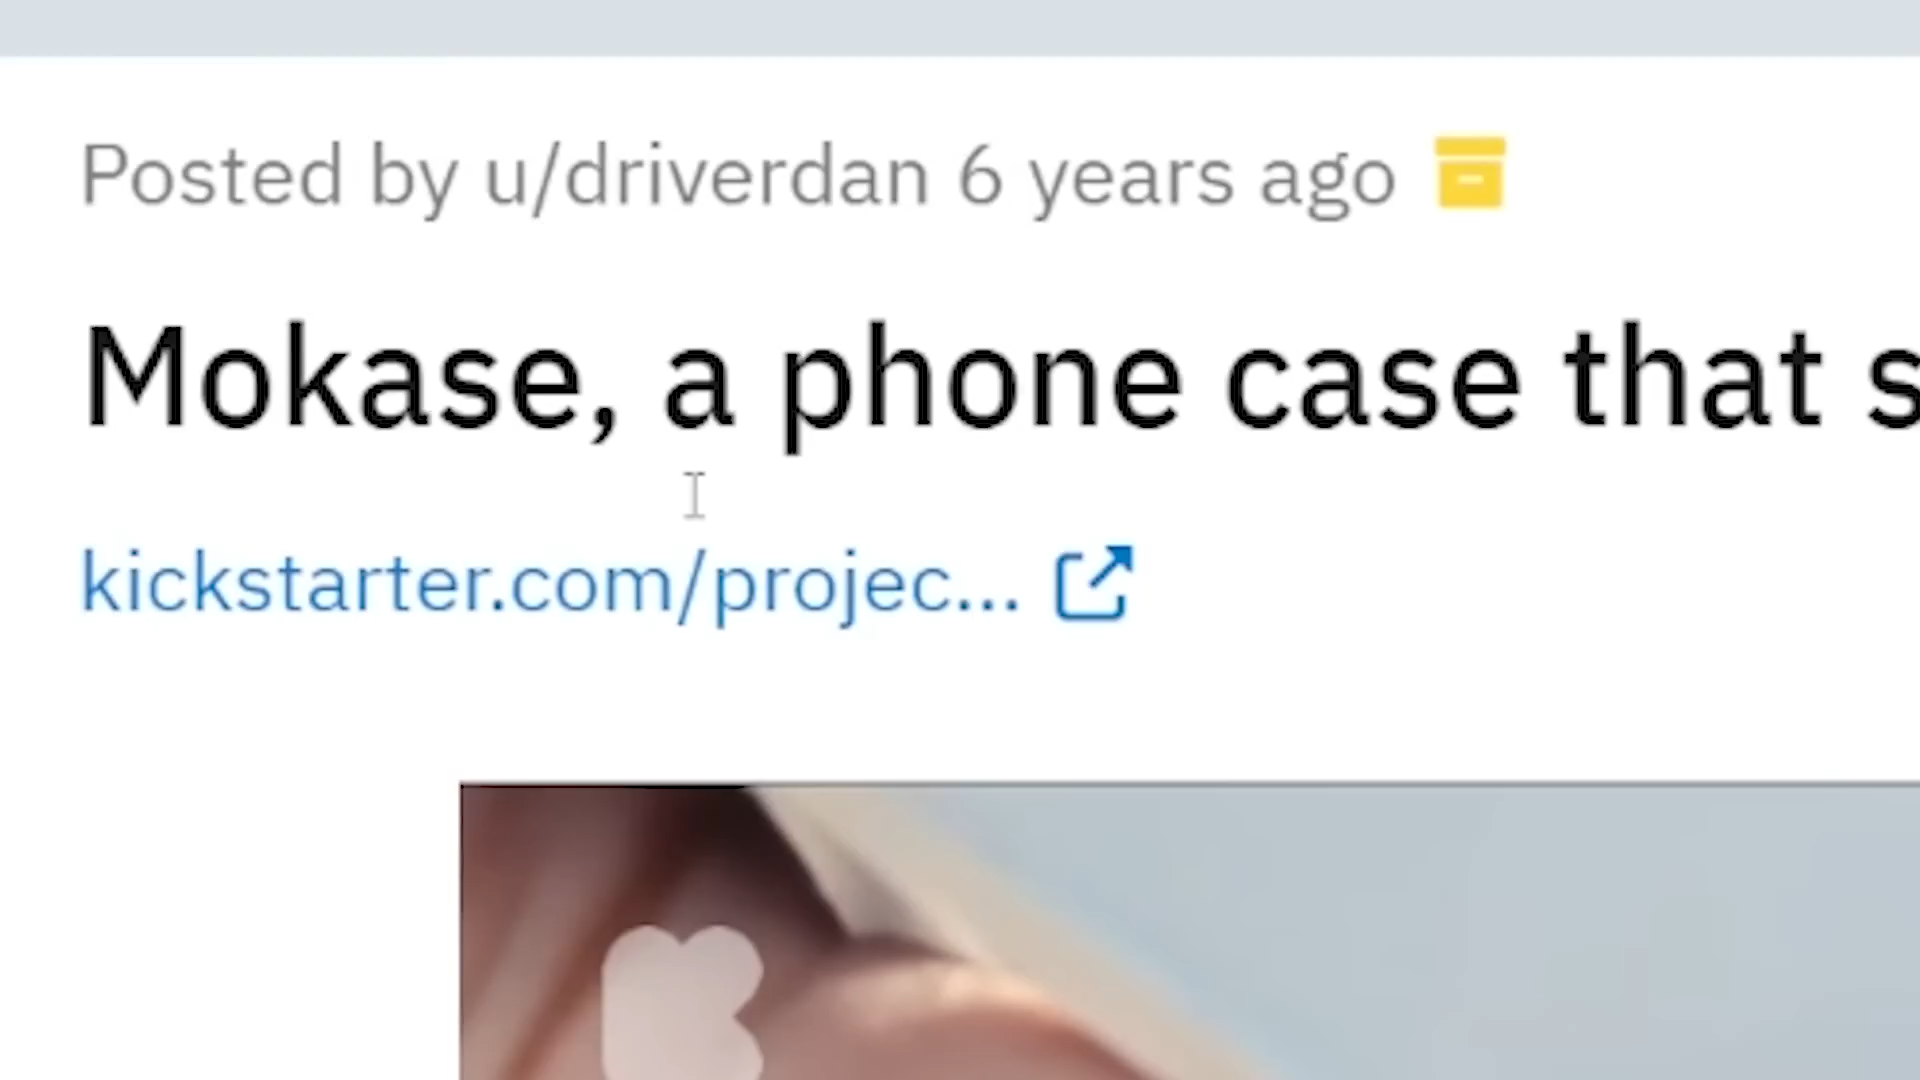 Posted by u/driverdan 6 years ago
Mokase, a phone case that s
kickstarter.com/projec...